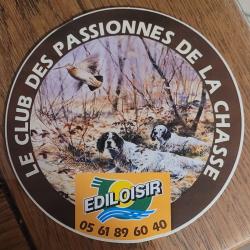 LE CLUB DES PASSIONNES DE LA CHASSE
EDILOISIR
05 61 89 60 40